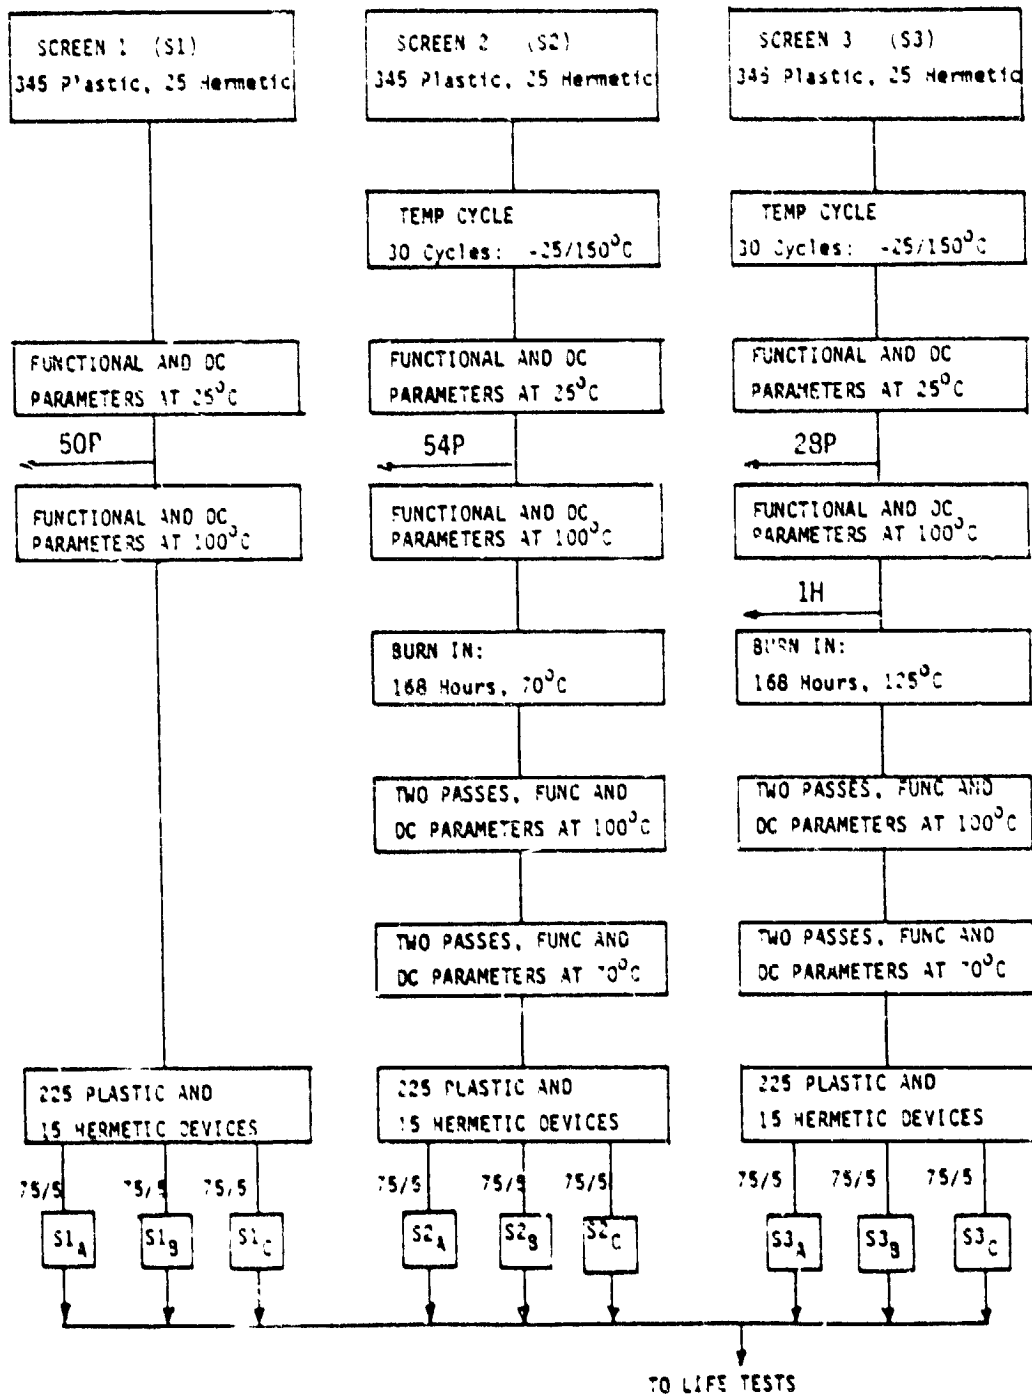 SCREEN 1 (S1)
345 Plastic, 25 Hermetic
SCREEN 2 (S2)
345 Plastic, 25 Hermetic
SCREEN 3 (S3)
346 Plastic, 25 Hermetic
TEMP CYCLE
30 Cycles: -25/150°C
TEMP CYCLE
30 Cycles: -25/150°C
FUNCTIONAL AND DC
PARAMETERS AT 25°C
FUNCTIONAL AND DC
PARAMETERS AT 25°C
FUNCTIONAL AND DC
PARAMETERS AT 25°C
50P
54P
28P
FUNCTIONAL AND DC
PARAMETERS AT 100°C
FUNCTIONAL AND DC
PARAMETERS AT 100°C
FUNCTIONAL AND DC
PARAMETERS AT 100°C
1H
BURN IN:
168 Hours, 70°C
BURN IN:
168 Hours, 125°C
TWO PASSES, FUNC AND
DC PARAMETERS AT 100°C
TWO PASSES, FUNC AND
DC PARAMETERS AT 100°C
TWO PASSES, FUNC AND
DC PARAMETERS AT 70°C
TWO PASSES, FUNC AND
DC PARAMETERS AT 70°C
225 PLASTIC AND
15 HERMETIC DEVICES
225 PLASTIC AND
15 HERMETIC DEVICES
225 PLASTIC AND
15 HERMETIC DEVICES
75/5 75/5 75/5
75/5 75/5 75/5
75/5 75/5 75/5
S1A S1B S1C
S2A S2B S2C
S3A S3B S3C
TO LIFE TESTS